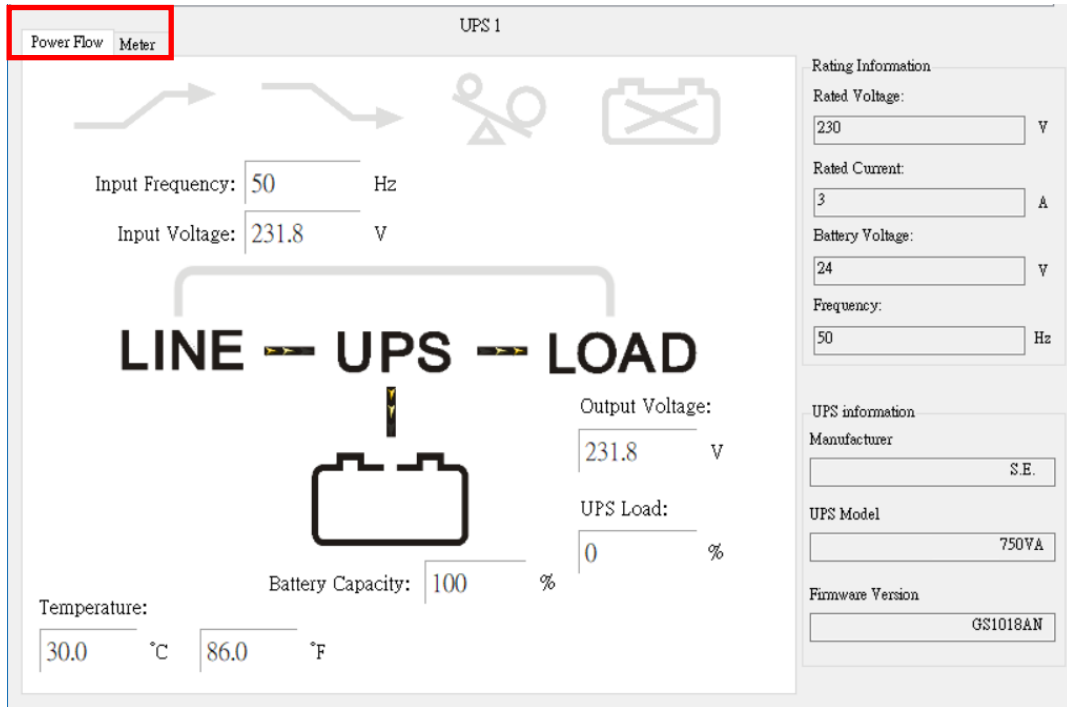 UPS 1
Power Flow Meter
Input Frequency: 50 Hz
Input Voltage: 231.8 V
LINE UPS LOAD
Output Voltage:
231.8 V
UPS Load:
0 %
Battery Capacity: 100 %
Temperature:
30.0 °C 86.0 °F
Rating Information
Rated Voltage:
230 V
Rated Current:
3 A
Battery Voltage:
24 V
Frequency:
50 Hz
UPS information
Manufacturer
S.E.
UPS Model
750VA
Firmware Version
GS1018AN